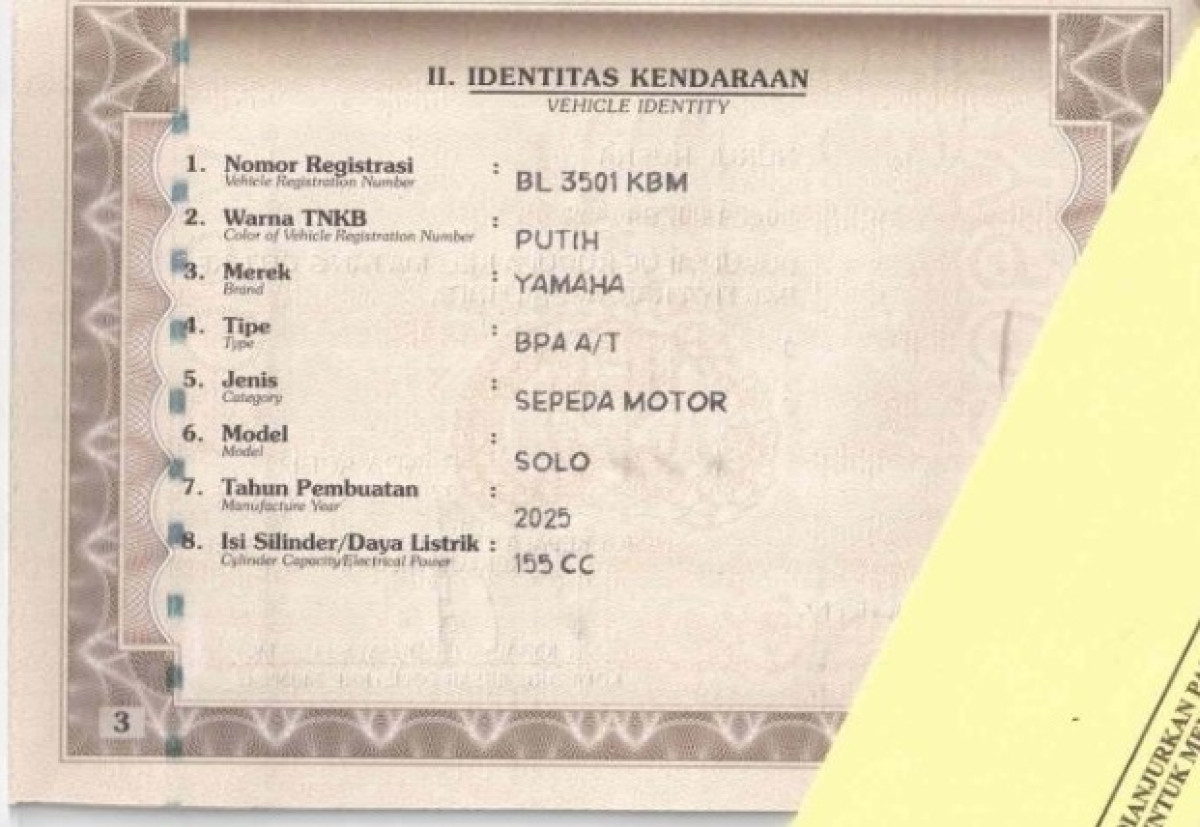 II. IDENTITAS KENDARAAN
VEHICLE IDENTITY
1. Nomor Registrasi : BL 3501 KBM
Vehicle Registration Number
2. Warna TNKB : PUTIH
Color of Vehicle Registration Number
3. Merek : YAMAHA
Brand
4. Tipe : BPA A/T
Type
5. Jenis : SEPEDA MOTOR
Category
6. Model : SOLO
Model
7. Tahun Pembuatan : 2025
Manufacture Year
8. Isi Silinder/Daya Listrik : 155 CC
Cylinder Capacity/Electrical Power
3